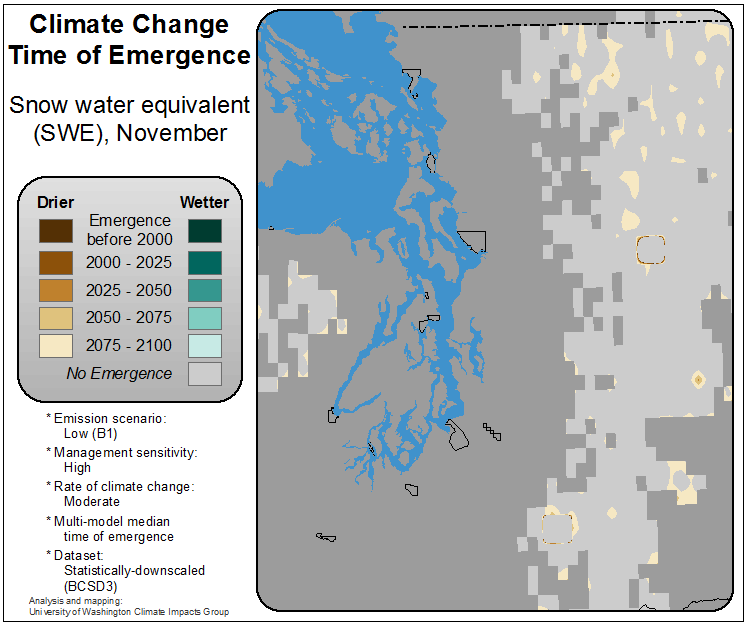 Climate Change
Time of Emergence
Snow water equivalent
(SWE), November
Drier Wetter
Emergence
before 2000
2000 - 2025
2025 - 2050
2050 - 2075
2075 - 2100
No Emergence
* Emission scenario:
Low (B1)
* Management sensitivity:
High
* Rate of climate change:
Moderate
* Multi-model median
time of emergence
* Dataset:
Statistically-downscaled
(BCSD3)
Analysis and mapping:
University of Washington Climate Impacts Group